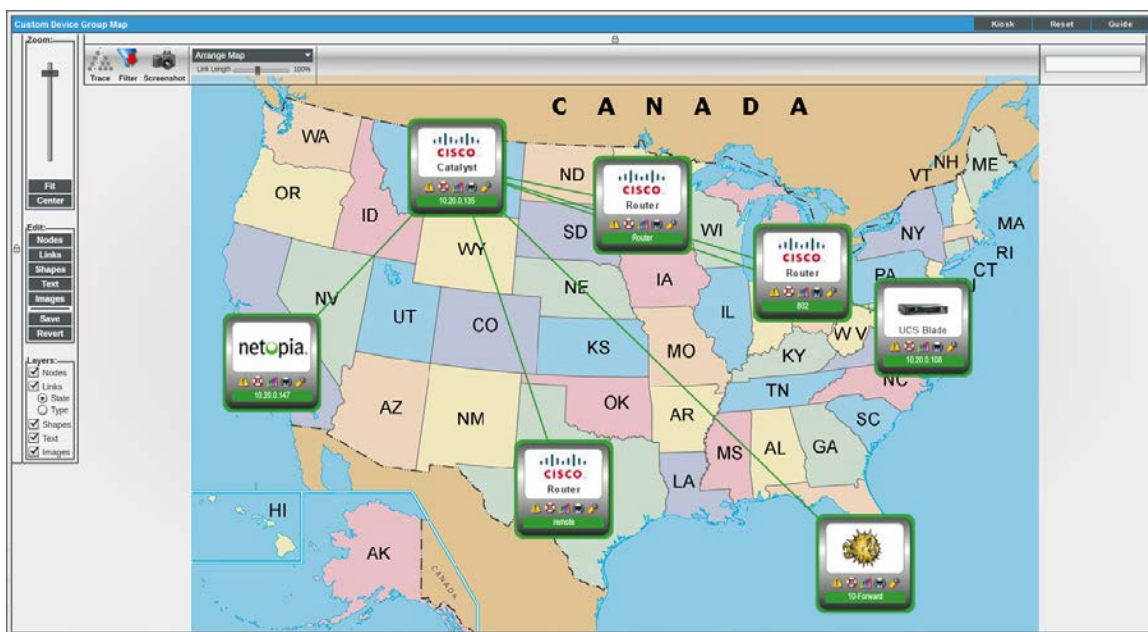 Custom Device Group Map
Kiosk
Reset
Guide
Zoom:
Trace
Filter
Screenshot
Arrange Map
Link Length
100%
Fit
Center
Edit:
Nodes
Links
Shapes
Text
Images
Save
Revert
Layers:
Nodes
Links
State
Type
Shapes
Text
Images
CANADA
WA
OR
ID
ND
SD
WY
NE
NV
UT
CO
KS
AZ
NM
OK
IA
WI
IL
MO
AR
LA
MS
AL
GA
TN
KY
WV
SC
NC
PA
NY
VT
NH
ME
MA
RI
CT
J
HI
AK
CANADA
CISCO
Catalyst
10.20.0.135
CISCO
Router
Router
CISCO
Router
602
UCS Blade
10.20.0.108
netopia.
10.20.0.147
CISCO
Router
remote
10-Forward